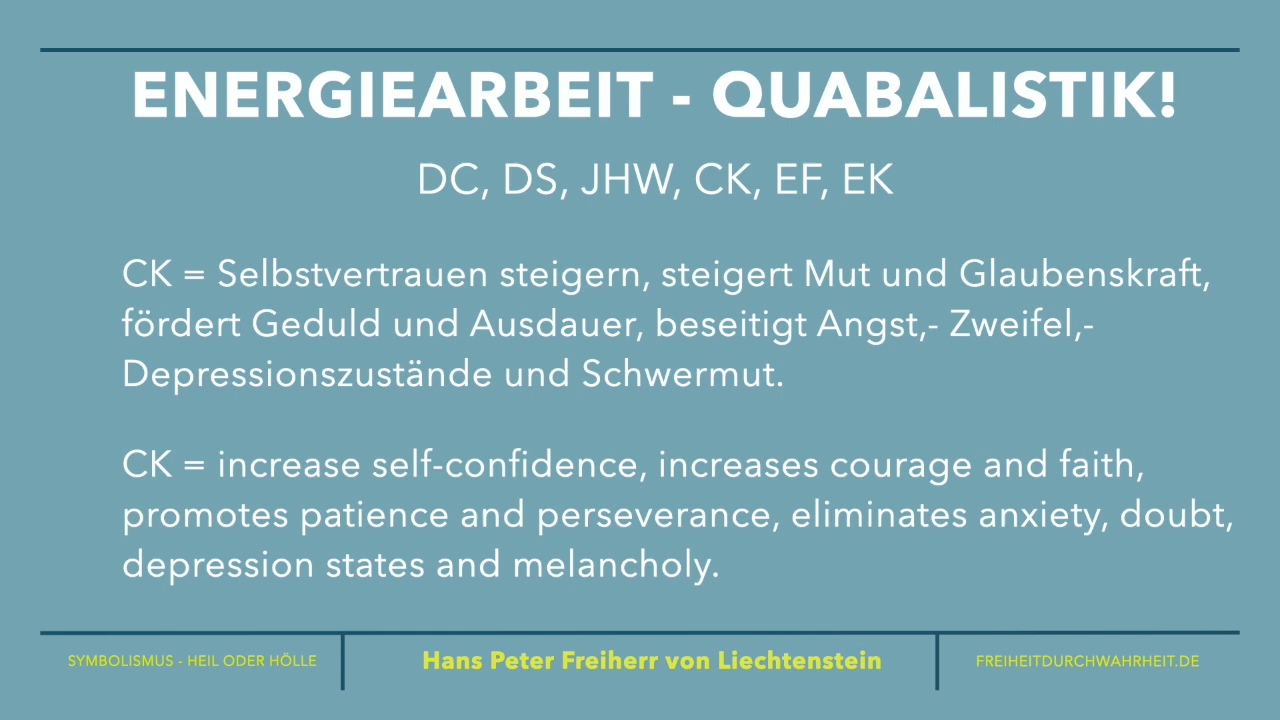 ENERGIEARBEIT - QUABALISTIK!
DC, DS, JHW, CK, EF, EK
CK = Selbstvertrauen steigern, steigert Mut und Glaubenskraft,
fördert Geduld und Ausdauer, beseitigt Angst,- Zweifel,-
Depressionszustände und Schwermut.
CK = increase self-confidence, increases courage and faith,
promotes patience and perseverance, eliminates anxiety, doubt,
depression states and melancholy.
SYMBOLISMUS - HEIL ODER HÖLLE
Hans Peter Freiherr von Liechtenstein
FREIHEITDURCHWAHRHEIT.DE